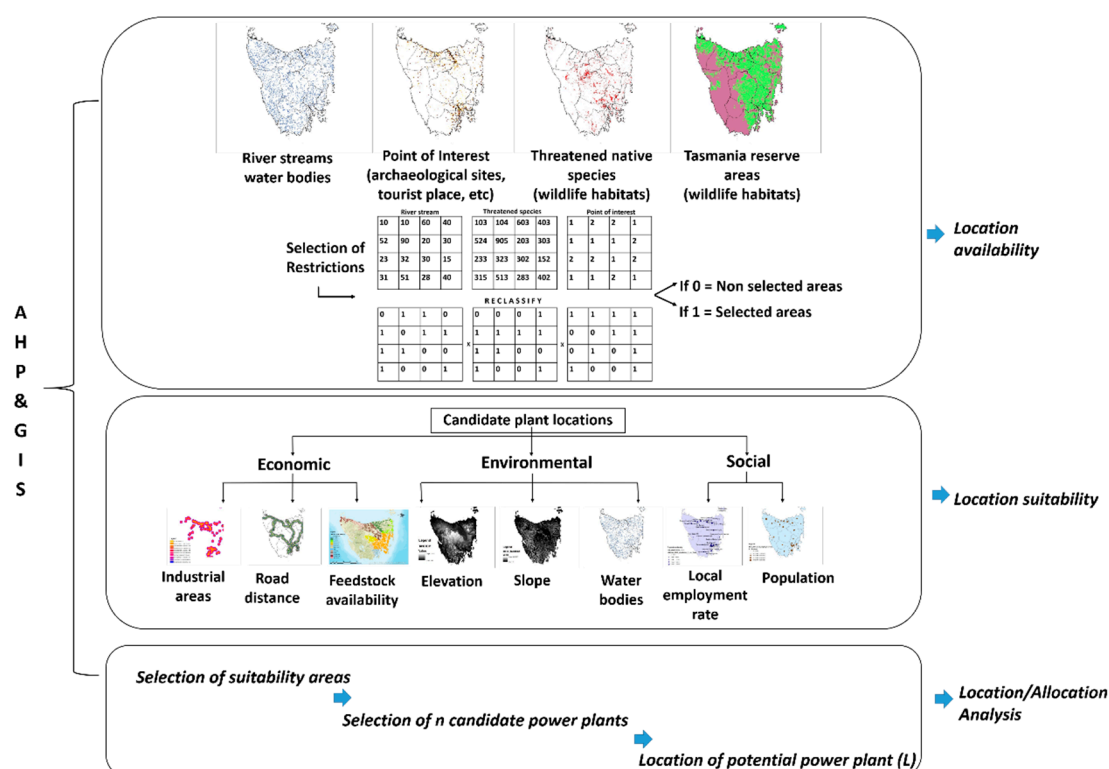 A
H
P
&
G
I
S
River streams
water bodies
Point of Interest
(archaeological sites,
tourist place, etc)
Threatened native
species
(wildlife habitats)
Tasmania reserve
areas
(wildlife habitats)
Selection of
Restrictions
River stream
10 10 60 40
52 90 20 30
23 32 30 15
31 51 28 40
Threatened species
103 104 603 403
524 905 203 303
233 323 302 152
315 513 283 402
Point of interest
1 2 2 1
1 1 1 2
2 2 1 2
1 1 2 1
RECLASSIFY
0 1 1 0
1 0 1 1
1 1 0 0
1 0 0 1
x
0 0 0 1
1 1 1 1
1 1 0 0
1 0 0 1
x
1 1 1 1
0 0 1 1
0 1 0 1
1 0 1 1
If 0 = Non selected areas
If 1 = Selected areas
Location
availability
Candidate plant locations
Economic
Environmental
Social
Industrial
areas
Road
distance
Feedstock
availability
Elevation
Slope
Water
bodies
Local
employment
rate
Population
Location suitability
Selection of suitability areas
Selection of n candidate power plants
Location of potential power plant (L)
Location/Allocation
Analysis